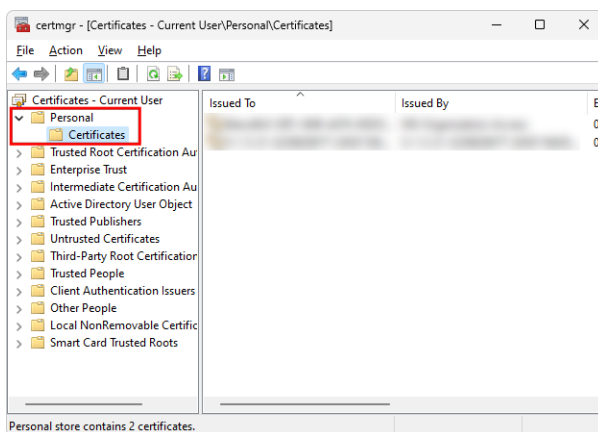 certmgr - [Certificates - Current User\Personal\Certificates]
File Action View Help
Certificates - Current User
Issued To
Issued By
E
Personal
Certificates
Trusted Root Certification Au
Enterprise Trust
Intermediate Certification Au
Active Directory User Object
Trusted Publishers
Untrusted Certificates
Third-Party Root Certification
Trusted People
Client Authentication Issuers
Other People
Local NonRemovable Certific
Smart Card Trusted Roots
0
0
Personal store contains 2 certificates.